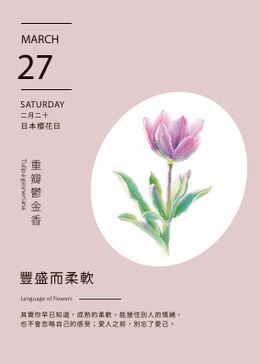 MARCH
27
SATURDAY
二月二十
日本櫻花日
重瓣鬱金香
Tulipa gesneriana
豐盛而柔軟
Language of flowers
其實你早已知道，成熟的柔軟，能接住別人的情緒，
也不會忽略自己的感受；愛人之前，別忘了愛己。